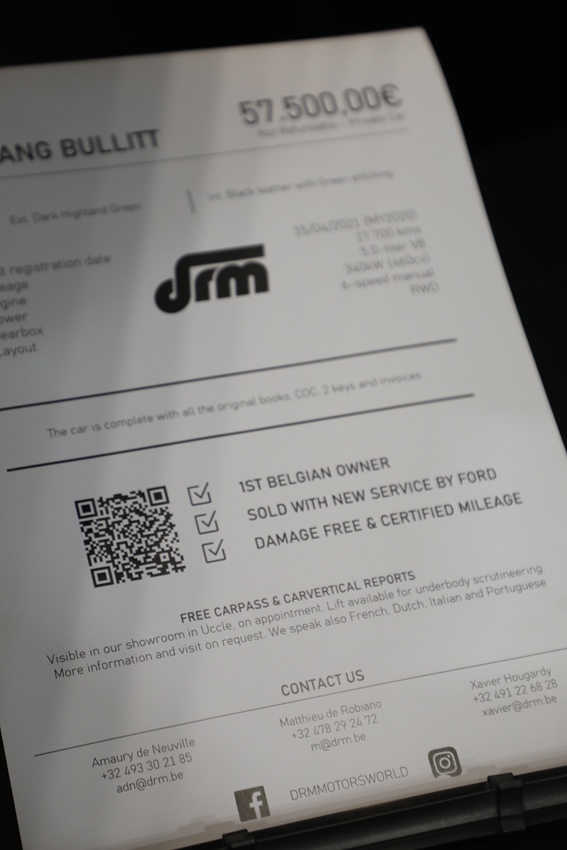 57.500,00€
ANG BULLITT
Ext. Dark Highland Green
Int. Black leather with Green stitching
t registration date
15/04/2021 (MY2020)
eage
17 700 kms
gine
5.0-liter V8
ower
340kW (460cv)
earbox
6-speed manual
Layout
RWD
drm
The car is complete with all the original books, COC, 2 keys and invoices
1ST BELGIAN OWNER
SOLD WITH NEW SERVICE BY FORD
DAMAGE FREE & CERTIFIED MILEAGE
FREE CARPASS & CARVERTICAL REPORTS
Visible in our showroom in Uccle, on appointment. Lift available for underbody scrutineering
More information and visit on request. We speak also French, Dutch, Italian and Portuguese
CONTACT US
Amaury de Neuville
+32 493 30 21 85
adn@drm.be
Matthieu de Robiano
+32 478 29 24 72
m@drm.be
Xavier Hougardy
+32 491 22 68 28
xavier@drm.be
DRMMOTORSWORLD